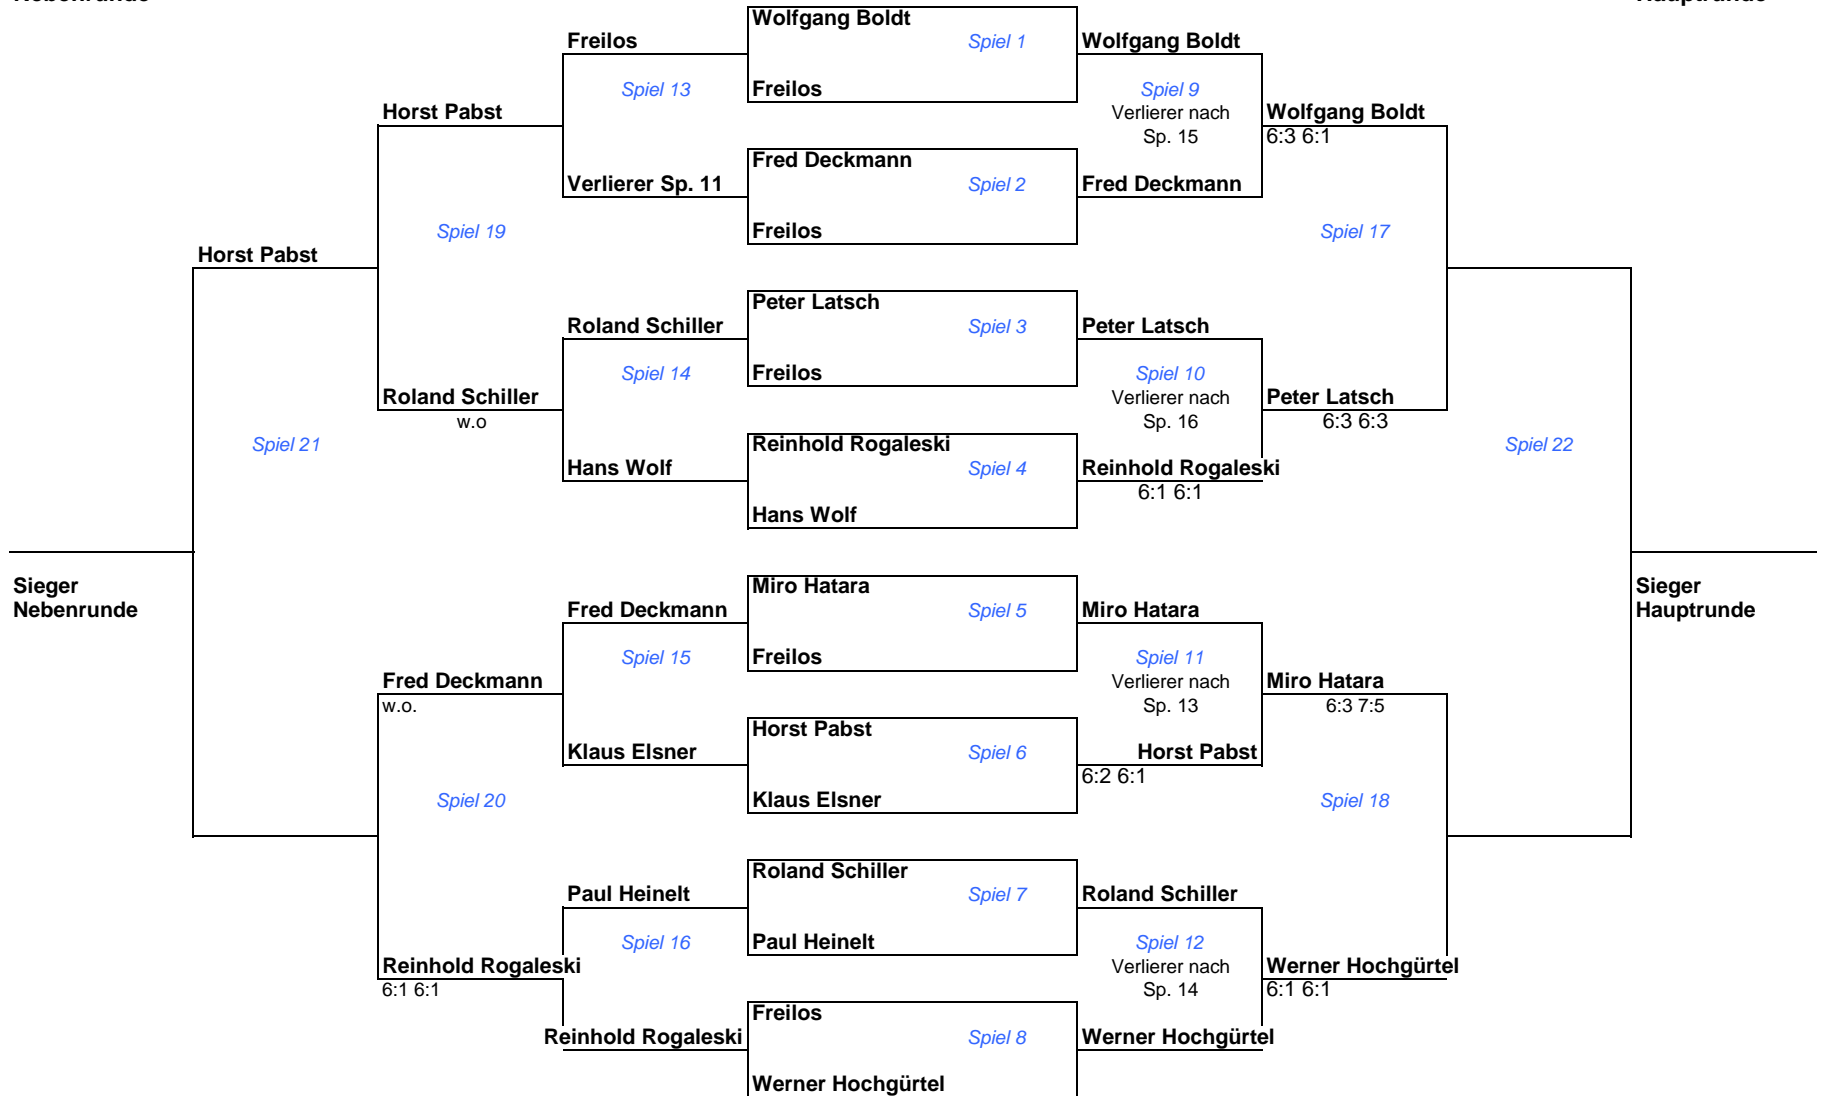 Nebenrunde
Hauptrunde
Wolfgang Boldt
Freilos
Spiel 1
Wolfgang Boldt
Spiel 13
Freilos
Spiel 9
Horst Pabst
Verlierer nach
Wolfgang Boldt
Sp. 15
6:3 6:1
Fred Deckmann
Verlierer Sp. 11
Spiel 2
Fred Deckmann
Spiel 19
Freilos
Spiel 17
Horst Pabst
Peter Latsch
Roland Schiller
Spiel 3
Peter Latsch
Spiel 14
Freilos
Spiel 10
Roland Schiller
Verlierer nach
Peter Latsch
w.o
Sp. 16
6:3 6:3
Spiel 21
Reinhold Rogaleski
Spiel 22
Hans Wolf
Spiel 4
Reinhold Rogaleski
6:1 6:1
Hans Wolf
Sieger
Nebenrunde
Miro Hatara
Sieger
Hauptrunde
Fred Deckmann
Spiel 5
Miro Hatara
Spiel 15
Freilos
Spiel 11
Fred Deckmann
Verlierer nach
Miro Hatara
w.o.
Sp. 13
6:3 7:5
Horst Pabst
Klaus Elsner
Spiel 6
Horst Pabst
6:2 6:1
Spiel 20
Klaus Elsner
Spiel 18
Roland Schiller
Paul Heinelt
Spiel 7
Roland Schiller
Spiel 16
Paul Heinelt
Spiel 12
Reinhold Rogaleski
Verlierer nach
Werner Hochgürtel
6:1 6:1
Sp. 14
6:1 6:1
Freilos
Reinhold Rogaleski
Spiel 8
Werner Hochgürtel
Werner Hochgürtel